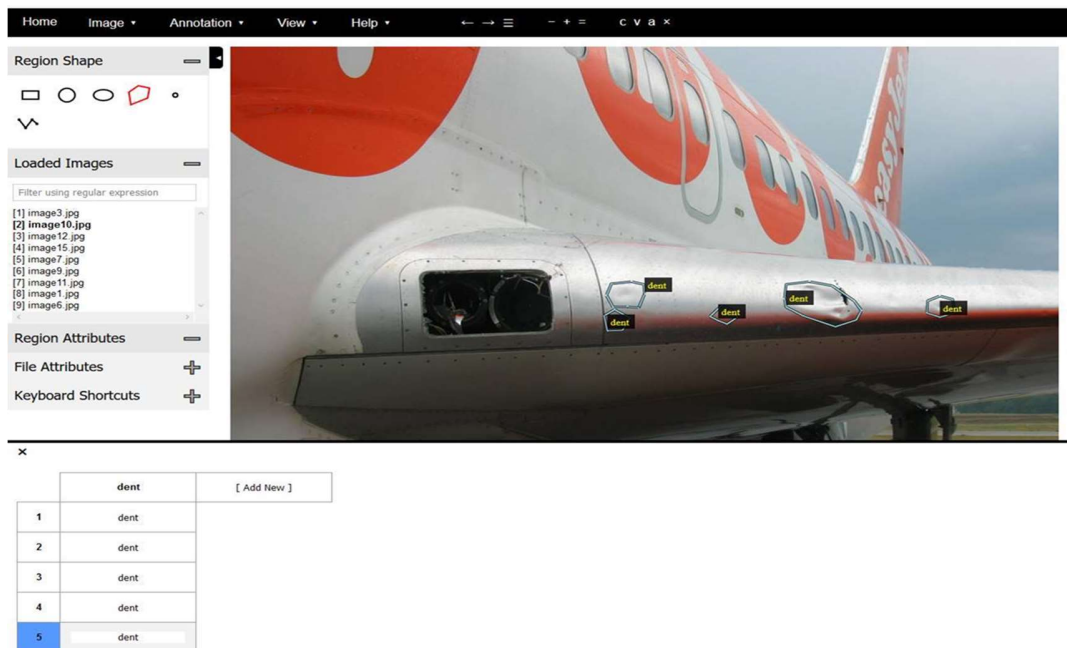 Home Image ▾ Annotation ▾ View ▾ Help ▾ ← → ☰ − + = c v a ×
Region Shape
Loaded Images
Filter using regular expression
[1] image3.jpg
[2] image10.jpg
[3] image12.jpg
[4] image15.jpg
[5] image7.jpg
[6] image9.jpg
[7] image11.jpg
[8] image1.jpg
[9] image6.jpg
Region Attributes
File Attributes
Keyboard Shortcuts
easyJet
dent
dent
dent
dent
dent
×
dent [ Add New ]
1 dent
2 dent
3 dent
4 dent
5 dent